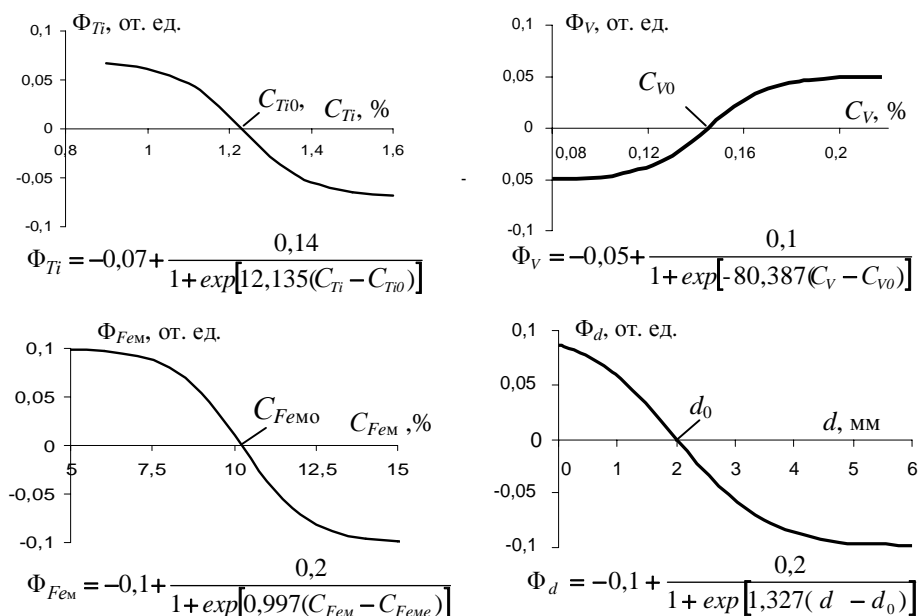 Φ_Ti, от. ед.
0,1
0,05
0
-0,05
-0,1
C_Ti0, C_Ti, %
0,8 1 1,2 1,4 1,6
Φ_Ti = −0,07+ 0,14 / 1+exp[12,135(C_Ti − C_Ti0)]
Φ_V, от. ед.
0,1
0,05
0
-
0,05
-0,1
C_V0
C_V, %
0,08 0,12 0,16 0,2
Φ_V = −0,05+ 0,1 / 1+exp[-80,387(C_V − C_V0)]
Φ_Feм, от. ед.
0,1
0,05
0
-0,05
-0,1
C_Feмо C_Feм ,%
5 7,5 10 12,5 15
Φ_Feм = −0,1+ 0,2 / 1+exp[0,997(C_Feм − C_Feме)]
Φ_d, от. ед.
0,1
0,05
0
-0,05
-0,1
d_0 d, мм
0 1 2 3 4 5 6
Φ_d = −0,1+ 0,2 / 1+exp[1,327( d − d_0)]